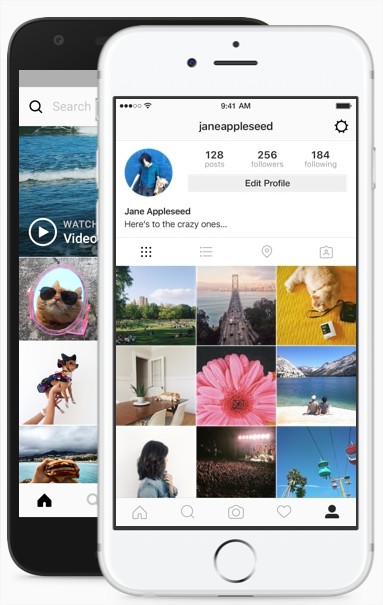 Search
WATCH
Video
9:41 AM
janeappleseed
128
posts
256
followers
184
following
Edit Profile
Jane Appleseed
Here's to the crazy ones...